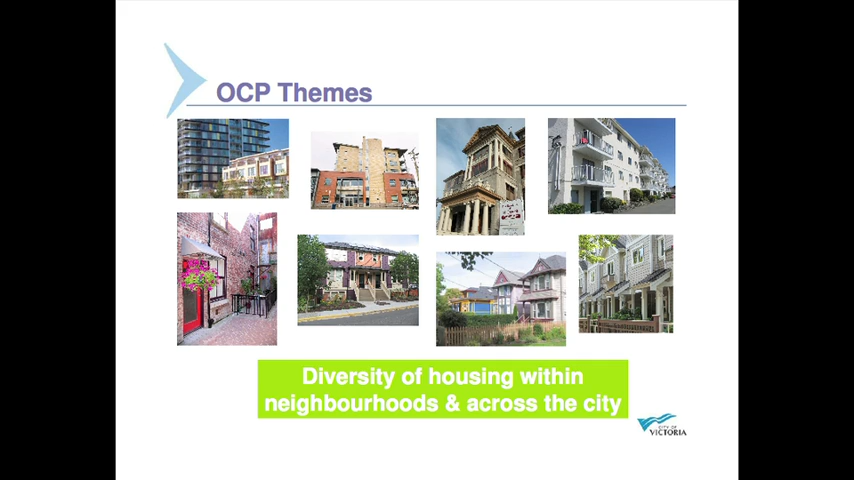 OCP Themes
Diversity of housing within
neighbourhoods & across the city
CITY OF
VICTORIA